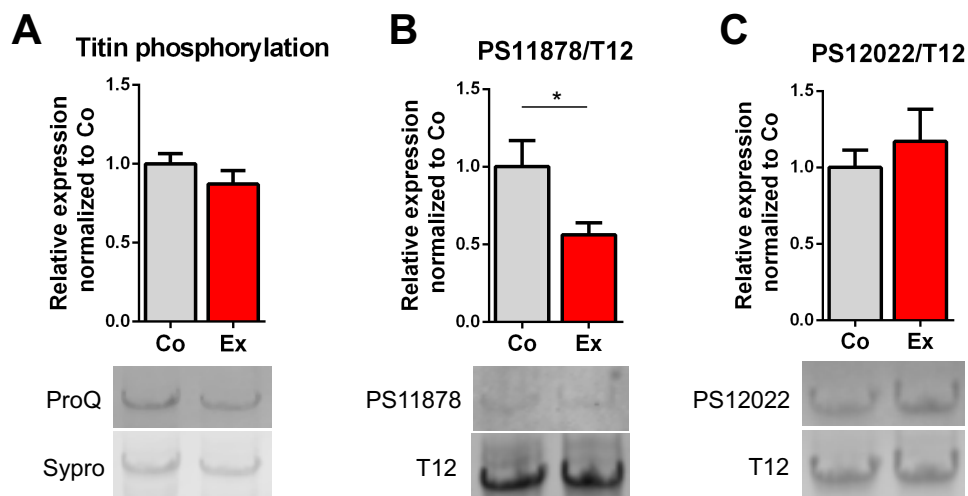 A
Titin phosphorylation
Relative expression
normalized to Co
1.5
1.0
0.5
0.0
Co Ex
ProQ
Sypro
B
PS11878/T12
Relative expression
normalized to Co
1.5
1.0
0.5
0.0
*
Co Ex
PS11878
T12
C
PS12022/T12
Relative expression
normalized to Co
1.5
1.0
0.5
0.0
Co Ex
PS12022
T12